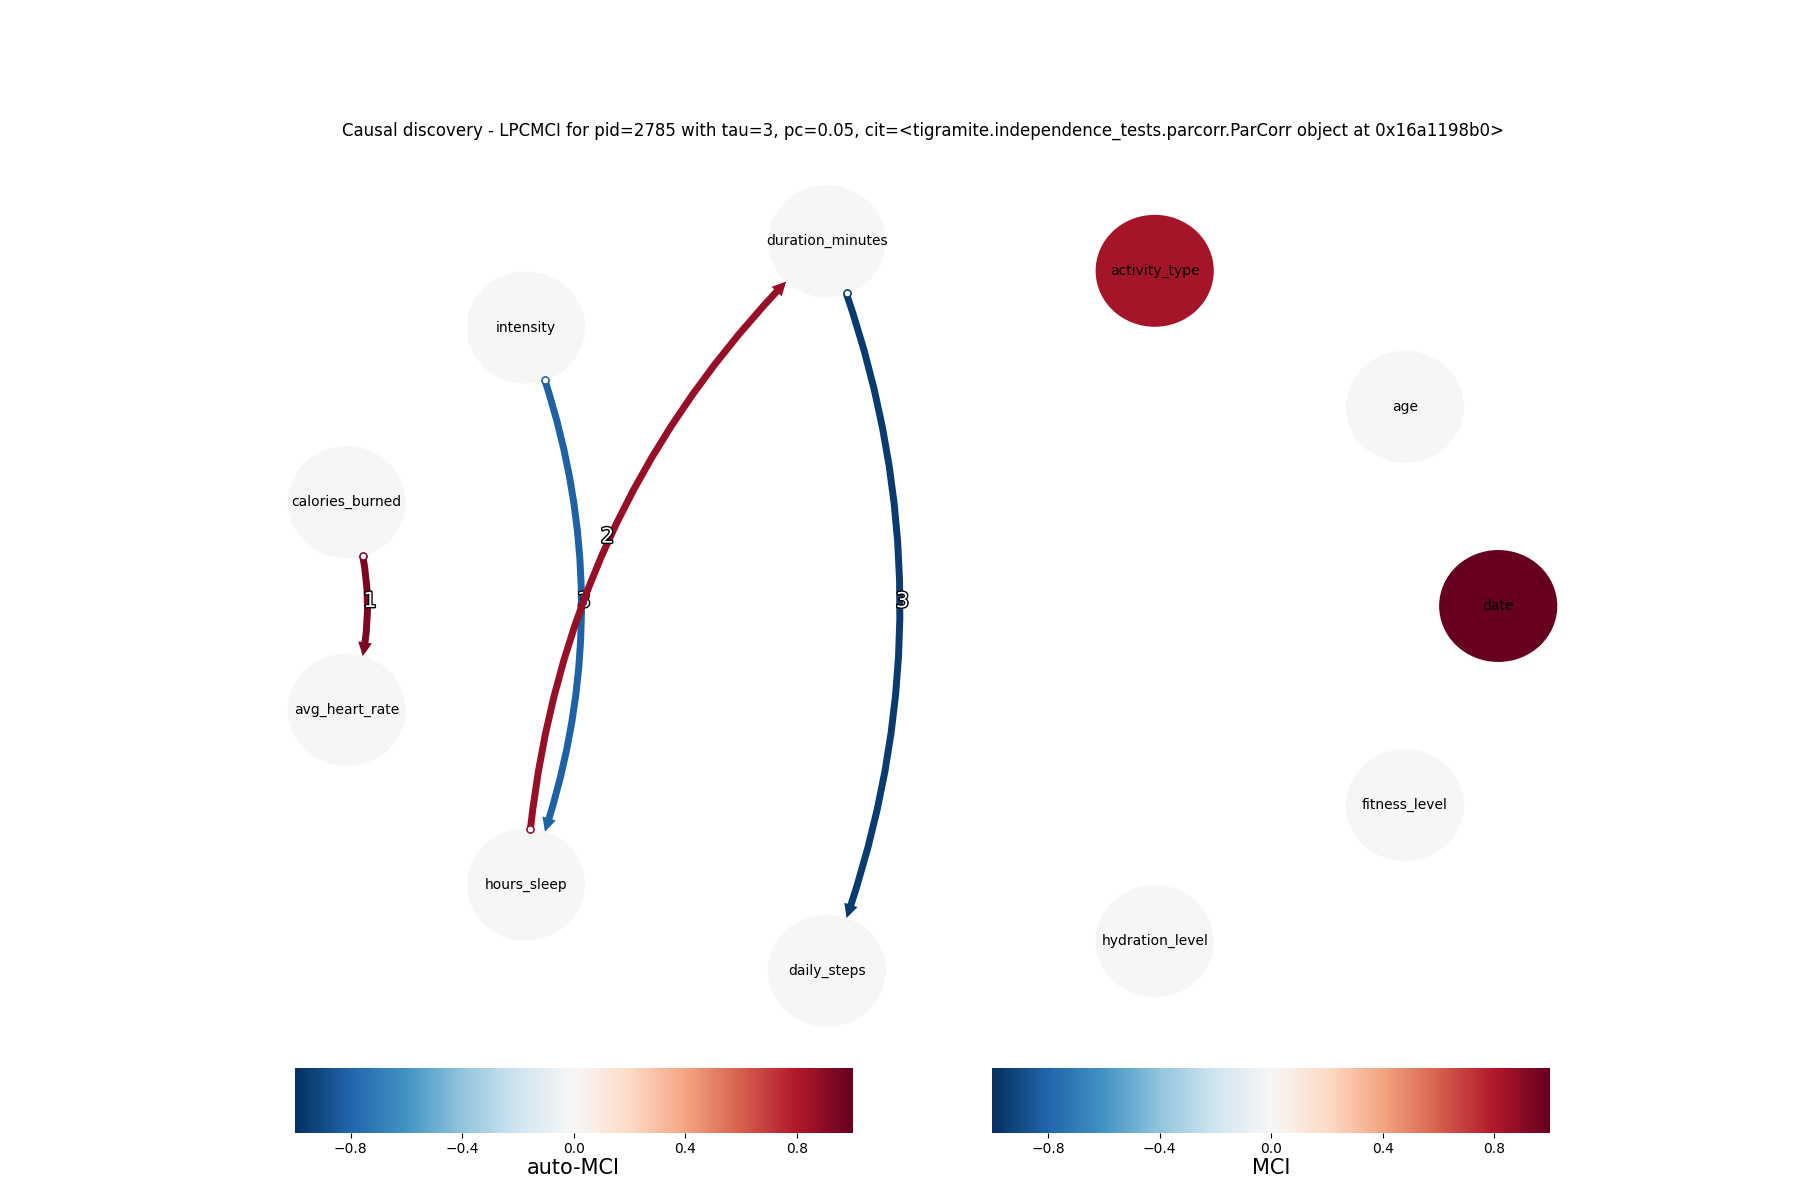 Causal discovery - LPCMCI for pid=2785 with tau=3, pc=0.05, cit=<tigramite.independence_tests.parcorr.ParCorr object at 0x16a1198b0>
duration_minutes
activity_type
intensity
age
calories_burned
2
1
3
3
date
avg_heart_rate
fitness_level
hours_sleep
hydration_level
daily_steps
−0.8 −0.4 0.0 0.4 0.8
auto-MCI
−0.8 −0.4 0.0 0.4 0.8
MCI